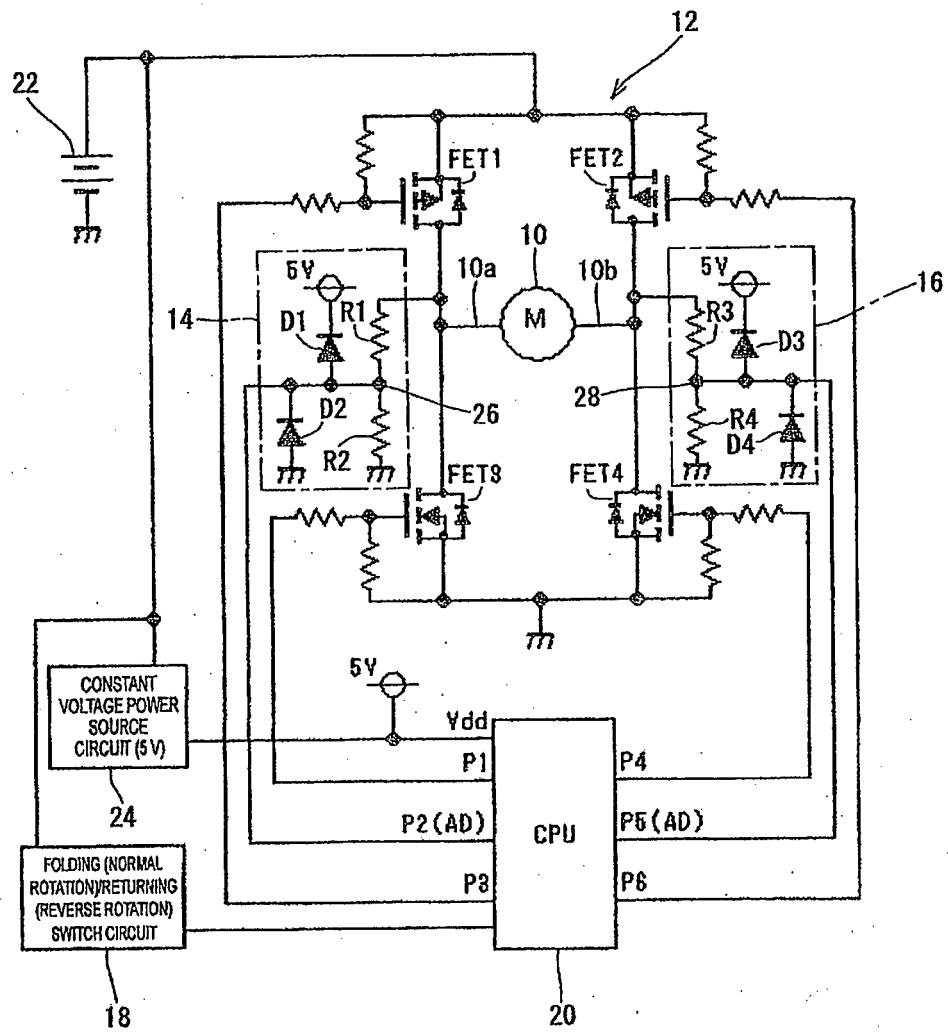 12
22
FET1
FET2
10
10a
10b
M
5V
14
D1
R1
D2
R2
26
5V
16
R3
D3
28
R4
D4
FET3
FET4
CONSTANT
VOLTAGE POWER
SOURCE
CIRCUIT (5 V)
24
5V
Vdd
P1
P2(AD)
P3
CPU
P4
P5(AD)
P6
FOLDING (NORMAL
ROTATION)/RETURNING
(REVERSE ROTATION)
SWITCH CIRCUIT
18
20